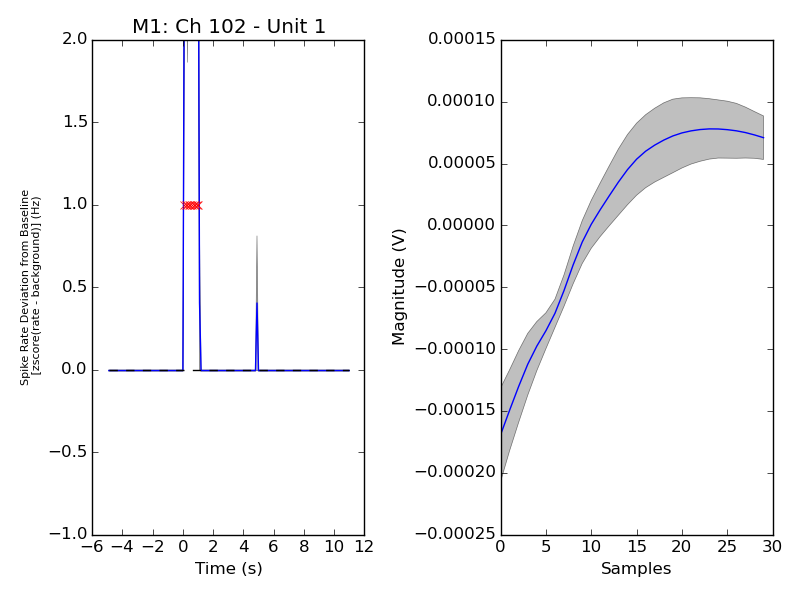 M1: Ch 102 - Unit 1
2.0
1.5
1.0
0.5
0.0
−0.5
−1.0
−6 −4 −2 0 2 4 6 8 10 12
Time (s)
Spike Rate Deviation from Baseline
[zscore(rate - background)] (Hz)
0.00015
0.00010
0.00005
0.00000
−0.00005
−0.00010
−0.00015
−0.00020
−0.00025
0 5 10 15 20 25 30
Samples
Magnitude (V)